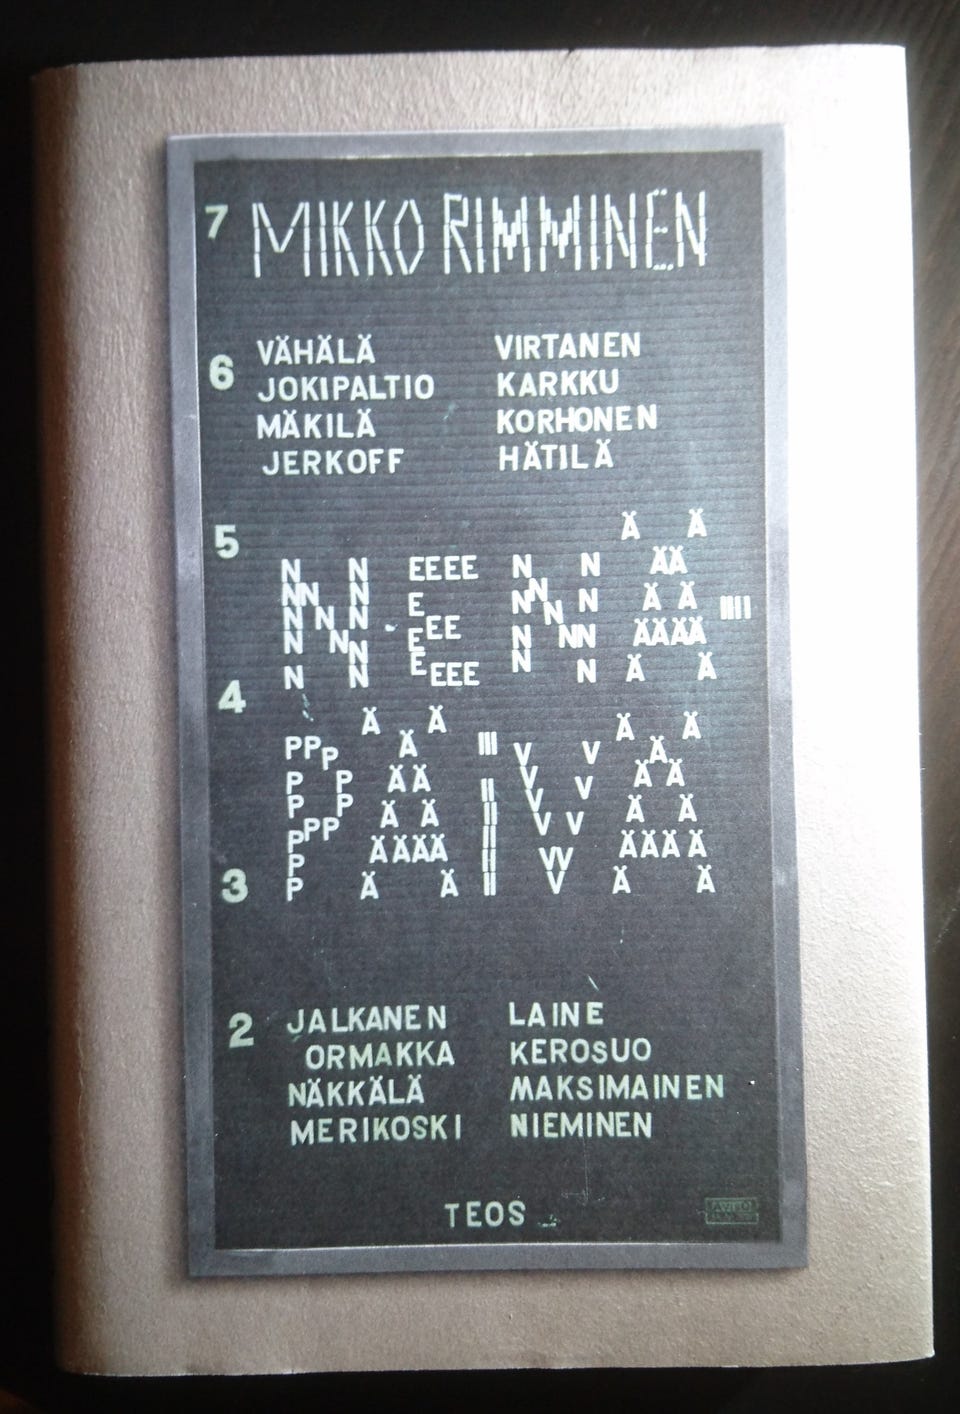 7 MIKKO RIMMINEN
6 VÄHÄLÄ VIRTANEN
JOKIPALTIO KARKKU
MÄKILÄ KORHONEN
JERKOFF HÄTILÄ
5 NENÄ-
4 PÄIVÄ
3
2 JALKANEN LAINE
ORMAKKA KEROSUO
NÄKKÄLÄ MAKSIMAINEN
MERIKOSKI NIEMINEN
TEOS